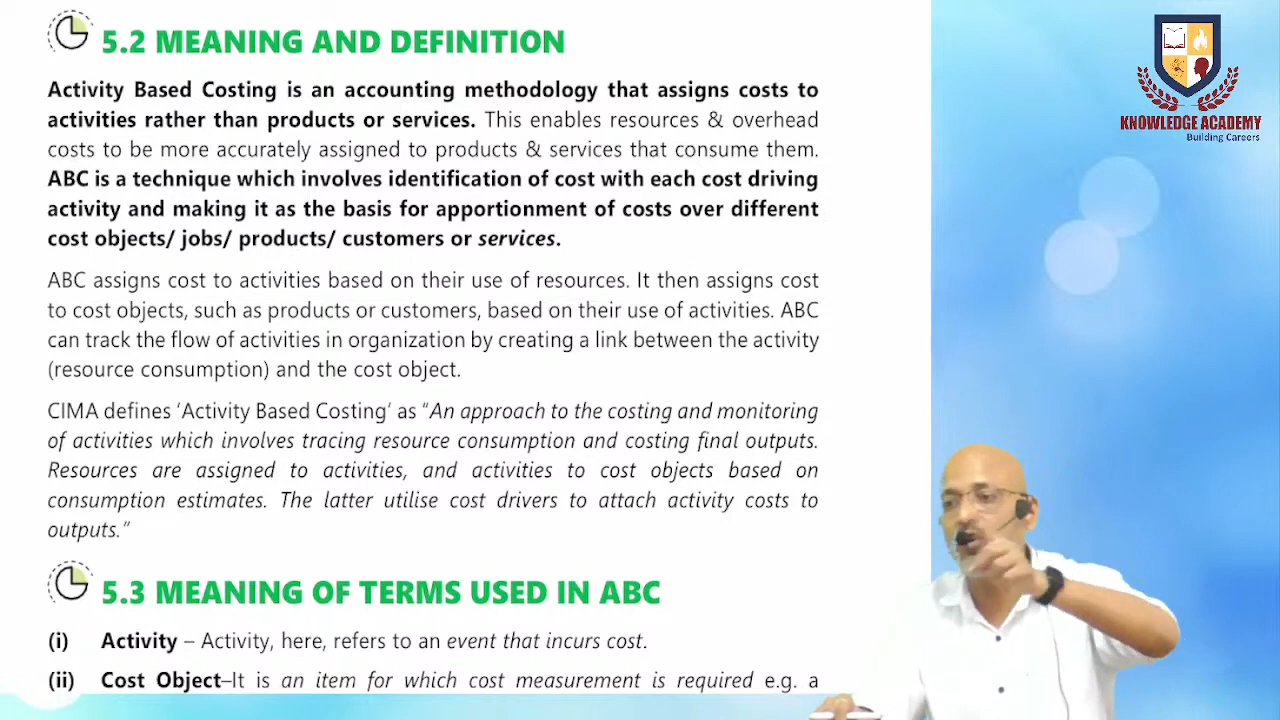 5.2 MEANING AND DEFINITION
Activity Based Costing is an accounting methodology that assigns costs to
activities rather than products or services. This enables resources & overhead
costs to be more accurately assigned to products & services that consume them.
ABC is a technique which involves identification of cost with each cost driving
activity and making it as the basis for apportionment of costs over different
cost objects/ jobs/ products/ customers or services.
ABC assigns cost to activities based on their use of resources. It then assigns cost
to cost objects, such as products or customers, based on their use of activities. ABC
can track the flow of activities in organization by creating a link between the activity
(resource consumption) and the cost object.
CIMA defines ‘Activity Based Costing’ as “An approach to the costing and monitoring
of activities which involves tracing resource consumption and costing final outputs.
Resources are assigned to activities, and activities to cost objects based on
consumption estimates. The latter utilise cost drivers to attach activity costs to
outputs.”
5.3 MEANING OF TERMS USED IN ABC
(i) Activity – Activity, here, refers to an event that incurs cost.
(ii) Cost Object–It is an item for which cost measurement is required e.g. a
KNOWLEDGE ACADEMY
Building Careers